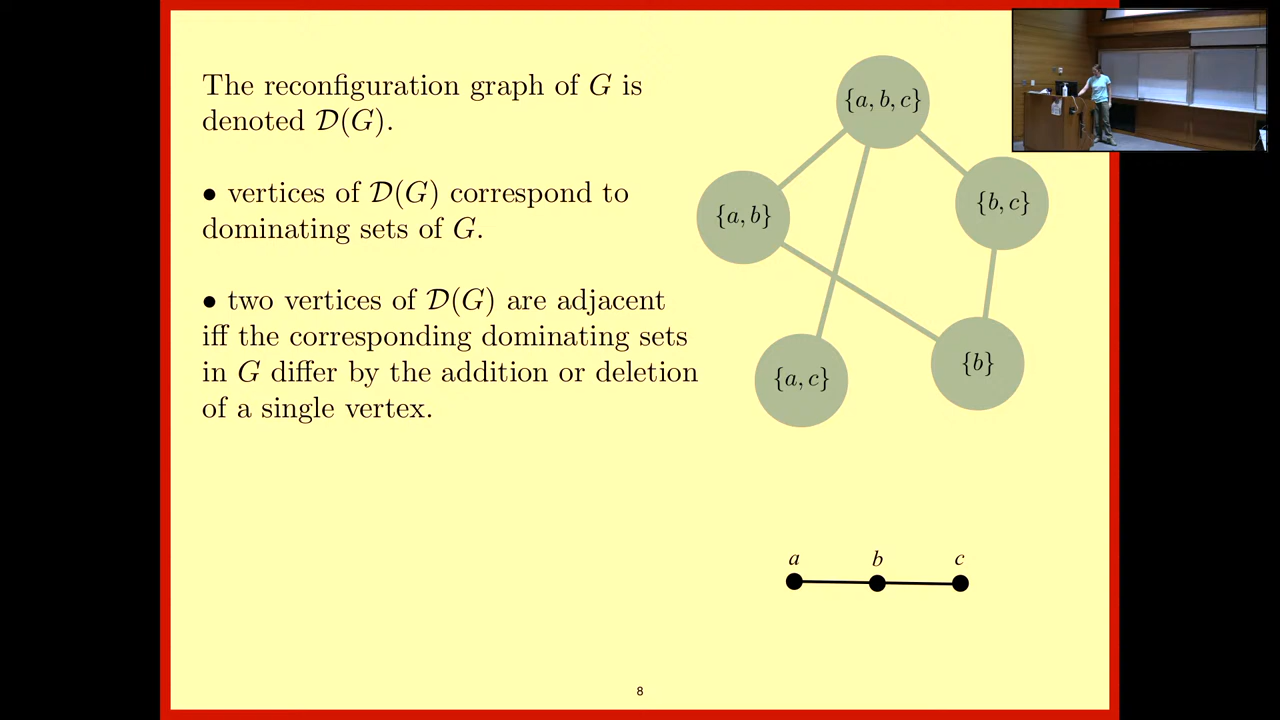 The reconfiguration graph of G is
denoted 𝒟(G).
• vertices of 𝒟(G) correspond to
dominating sets of G.
• two vertices of 𝒟(G) are adjacent
iff the corresponding dominating sets
in G differ by the addition or deletion
of a single vertex.
{a, b, c}
{a, b}
{b, c}
{a, c}
{b}
a b c
8